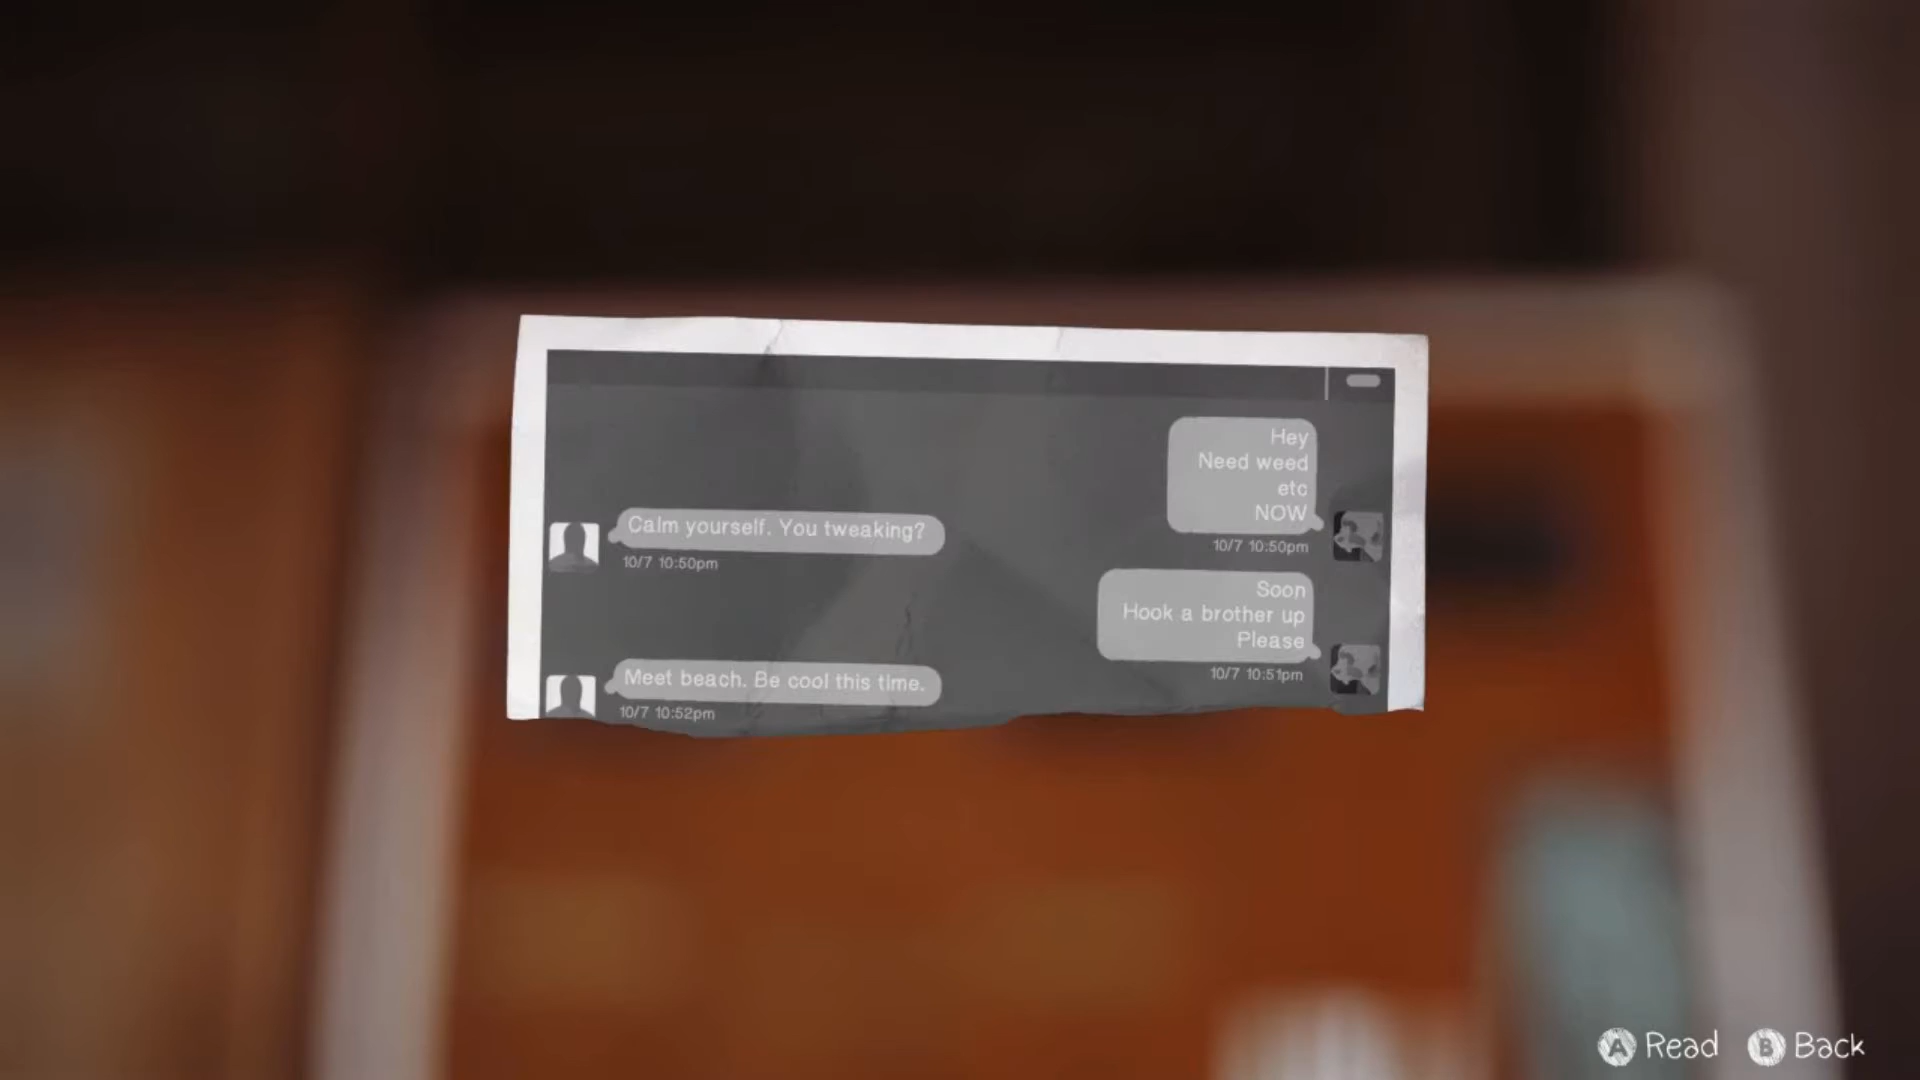 Hey
Need weed
etc
NOW
10/7 10:50pm
Calm yourself. You tweaking?
10/7 10:50pm
Soon
Hook a brother up
Please
10/7 10:51pm
Meet beach. Be cool this time.
10/7 10:52pm
A Read B Back